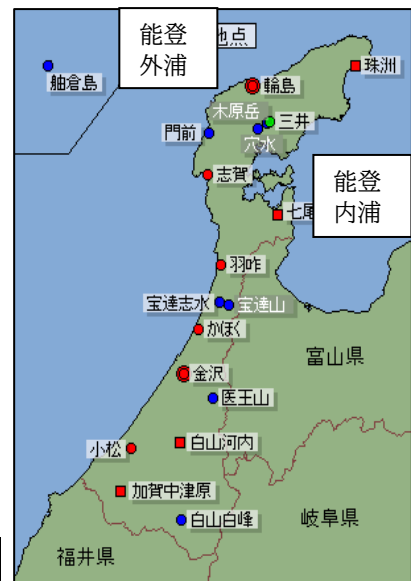 能登
外浦
地点
舳倉島
珠洲
輪島
木原岳
三井
門前
穴水
志賀
能登
内浦
七尾
羽咋
宝達志水
宝達山
かほく
富山県
金沢
医王山
小松
白山河内
加賀中津原
白山白峰
岐阜県
福井県